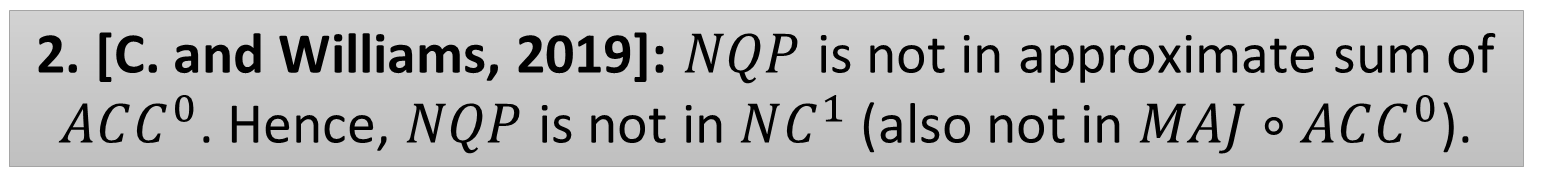 2. [C. and Williams, 2019]: NQP is not in approximate sum of
ACC⁰. Hence, NQP is not in NC¹ (also not in MAJ ∘ ACC⁰).